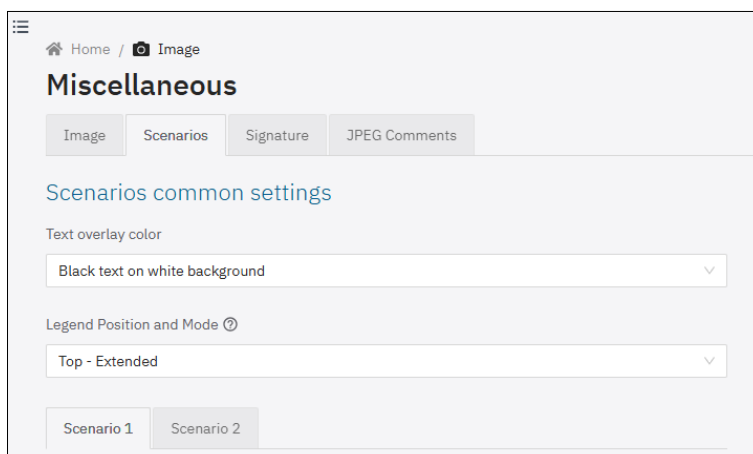 Home / Image
Miscellaneous
Image Scenarios Signature JPEG Comments
Scenarios common settings
Text overlay color
Black text on white background
Legend Position and Mode
Top - Extended
Scenario 1 Scenario 2